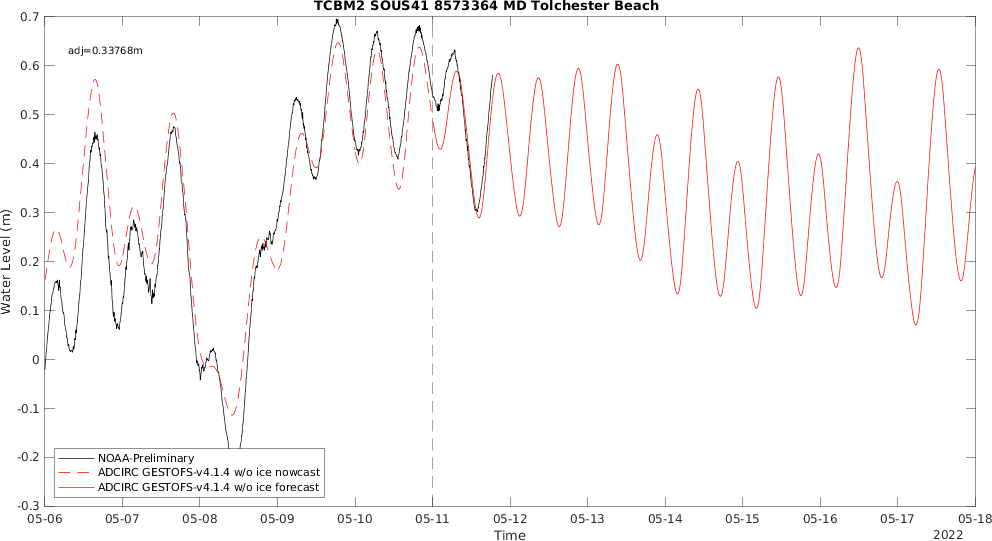 TCBM2 SOUS41 8573364 MD Tolchester Beach
adj=0.33768m
0.7
0.6
0.5
0.4
0.3
0.2
0.1
0
-0.1
-0.2
-0.3
Water Level (m)
NOAA-Preliminary
ADCIRC GESTOFS-v4.1.4 w/o ice nowcast
ADCIRC GESTOFS-v4.1.4 w/o ice forecast
05-06 05-07 05-08 05-09 05-10 05-11 05-12 05-13 05-14 05-15 05-16 05-17 05-18
Time
2022